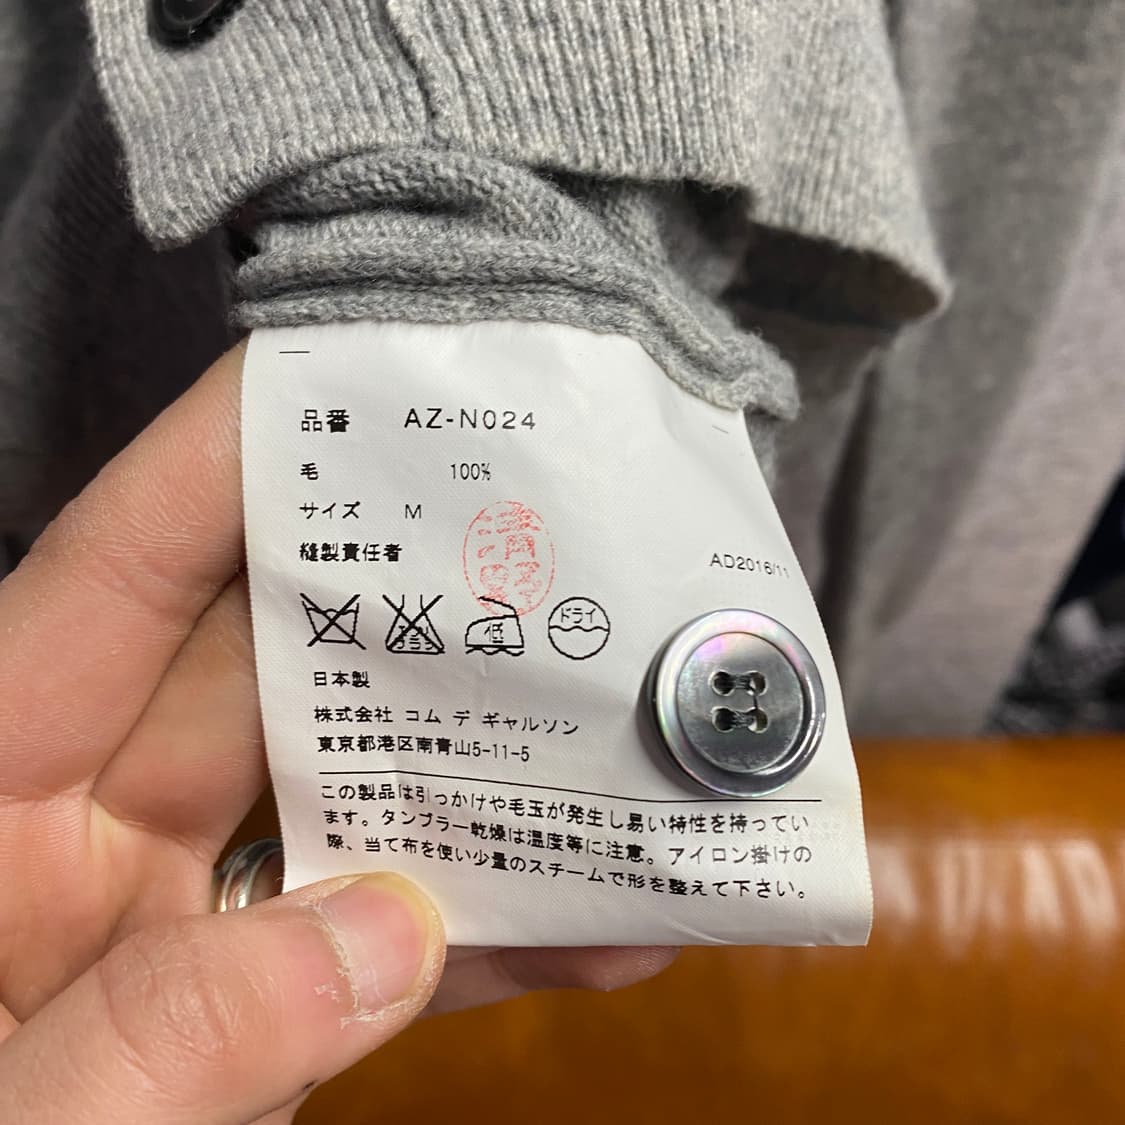 品番 AZ-N024
毛 100%
サイズ M
縫製責任者
清野
AD2016/11
低
ドライ
日本製
株式会社 コム デ ギャルソン
東京都港区南青山5-11-5
この製品は引っかけや毛玉が発生し易い特性を持ってい
ます。タンブラー乾燥は温度等に注意。アイロン掛けの
際、当て布を使い少量のスチームで形を整えて下さい。